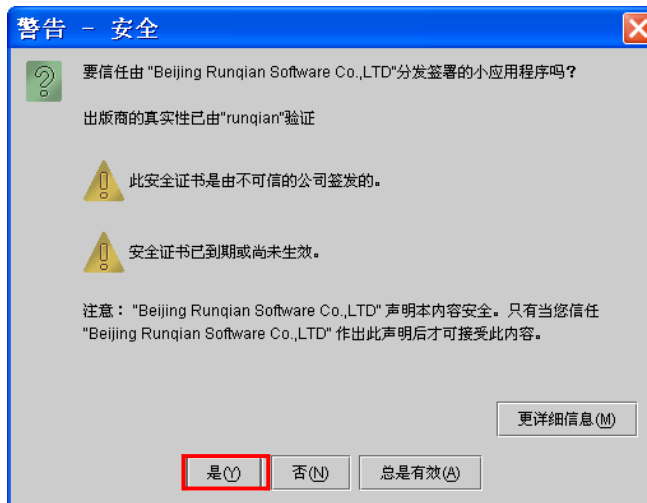 警告 - 安全
要信任由 "Beijing Runqian Software Co.,LTD"分发签署的小应用程序吗?
出版商的真实性已由"runqian"验证
此安全证书是由不可信的公司签发的。
安全证书已到期或尚未生效。
注意： "Beijing Runqian Software Co.,LTD" 声明本内容安全。只有当您信任
"Beijing Runqian Software Co.,LTD" 作出此声明后才可接受此内容。
更详细信息(M)
是(Y) 否(N) 总是有效(A)